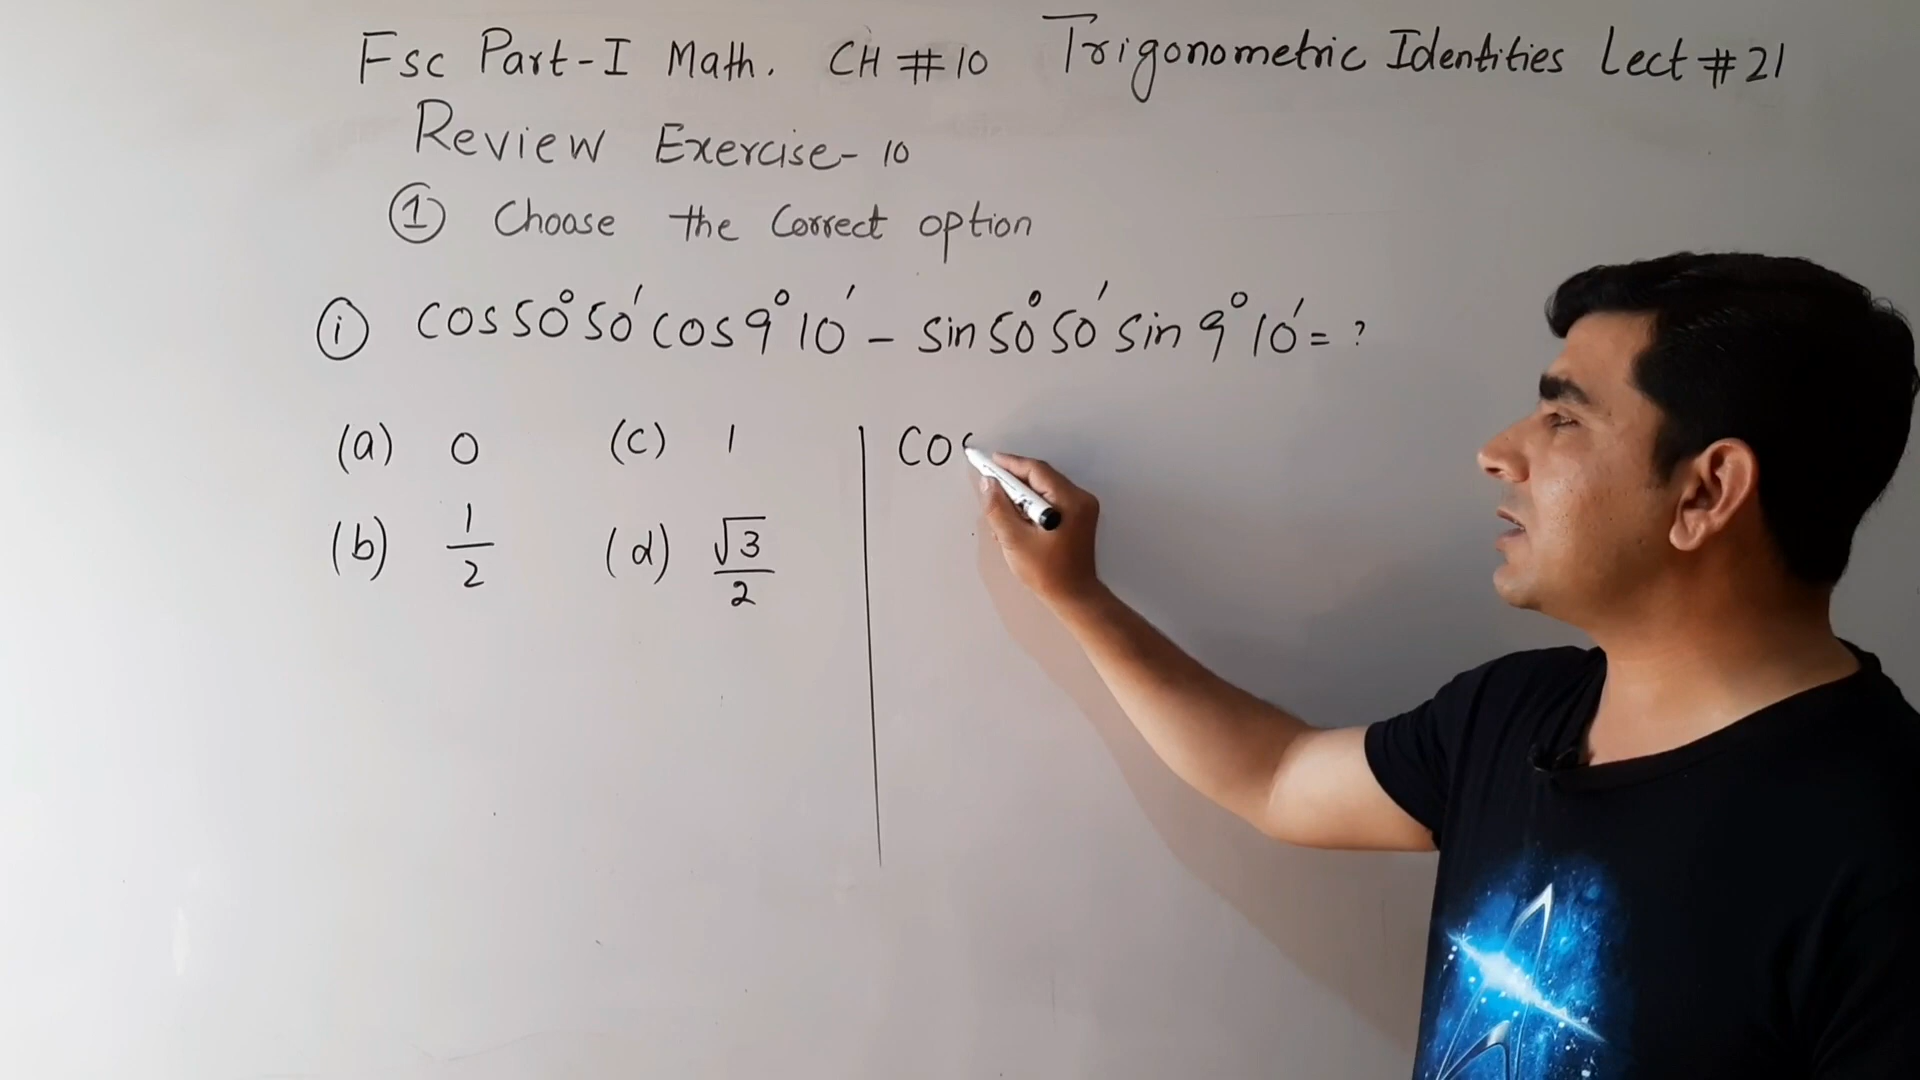 Fsc Part-I Math. CH # 10 Trigonometric Identities Lect # 21
Review Exercise- 10
① Choose the Correct option
ⓘ cos 50° 50′ cos 9° 10′ - sin 50° 50′ sin 9° 10′ = ?
(a) 0 (c) 1
(b) 1/2 (d) √3/2
cos